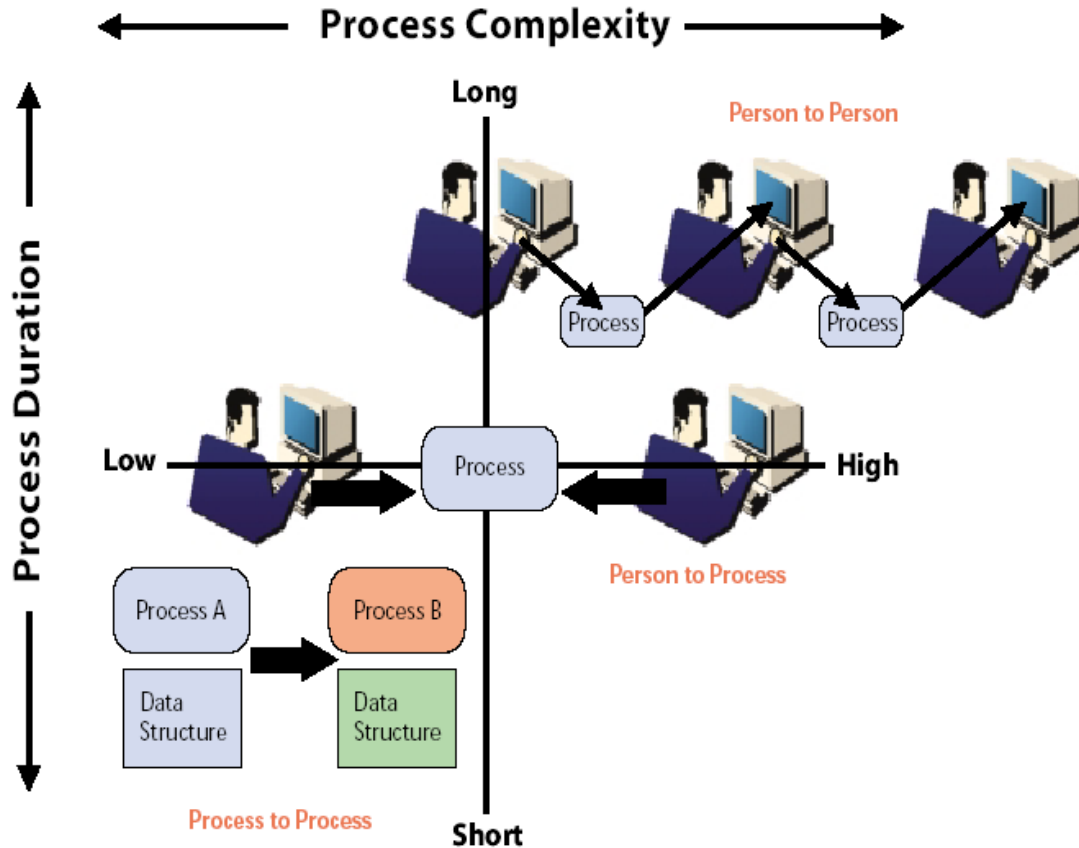 Process Complexity
Process Duration
Long
Person to Person
Process
Process
Low
Process
High
Person to Process
Process A
Process B
Data
Structure
Data
Structure
Process to Process
Short